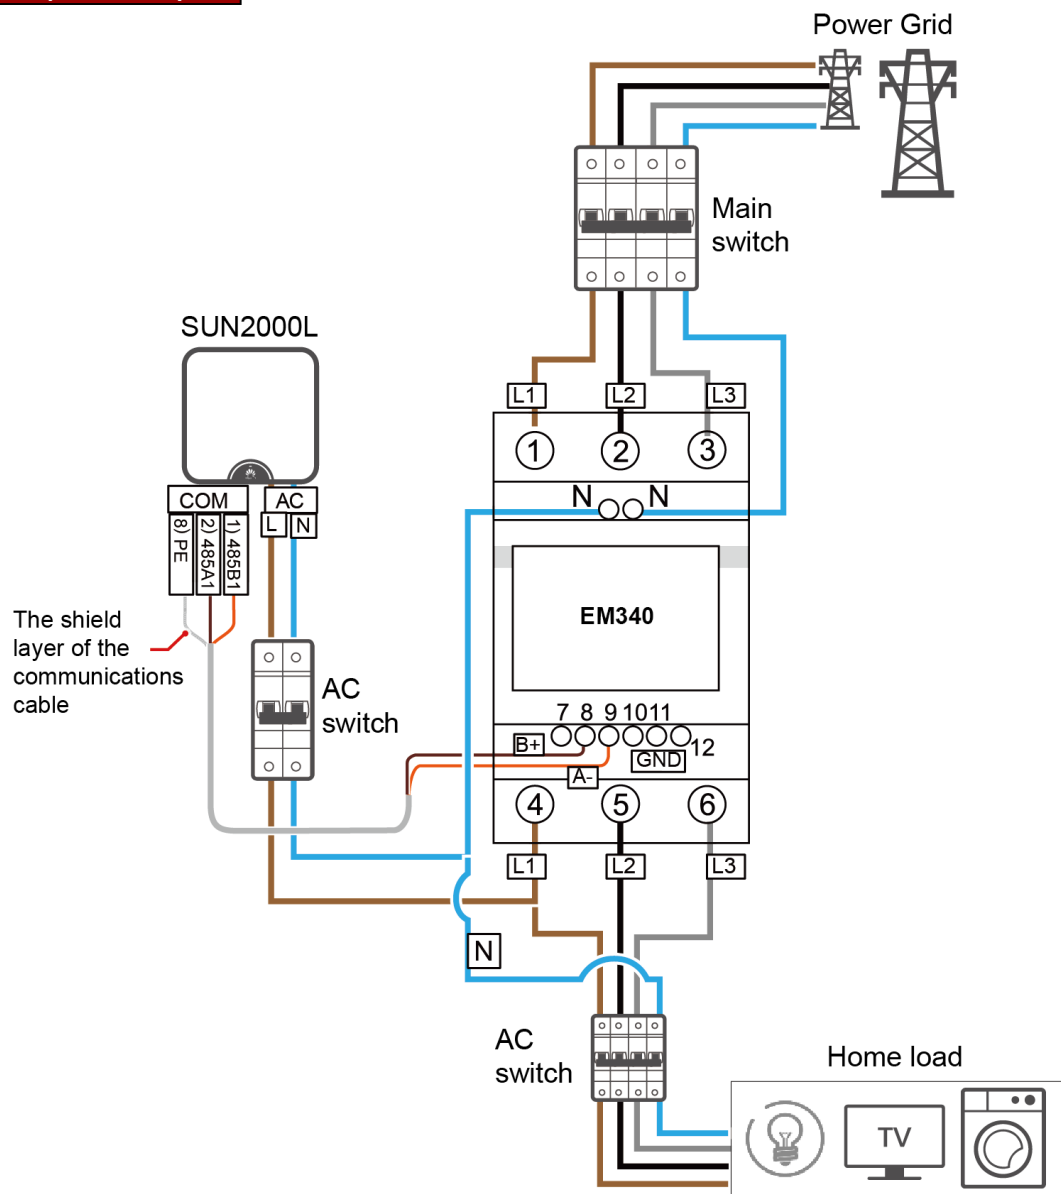 Power Grid
Main
switch
SUN2000L
L1
L2
L3
1
2
3
COM
AC
N
N
L
N
8) PE
2) 485A1
1) 485B1
EM340
The shield
layer of the
communications
cable
AC
switch
7 8 9 10 11
12
B+
GND
A-
4
5
6
L1
L2
L3
N
AC
switch
Home load
TV